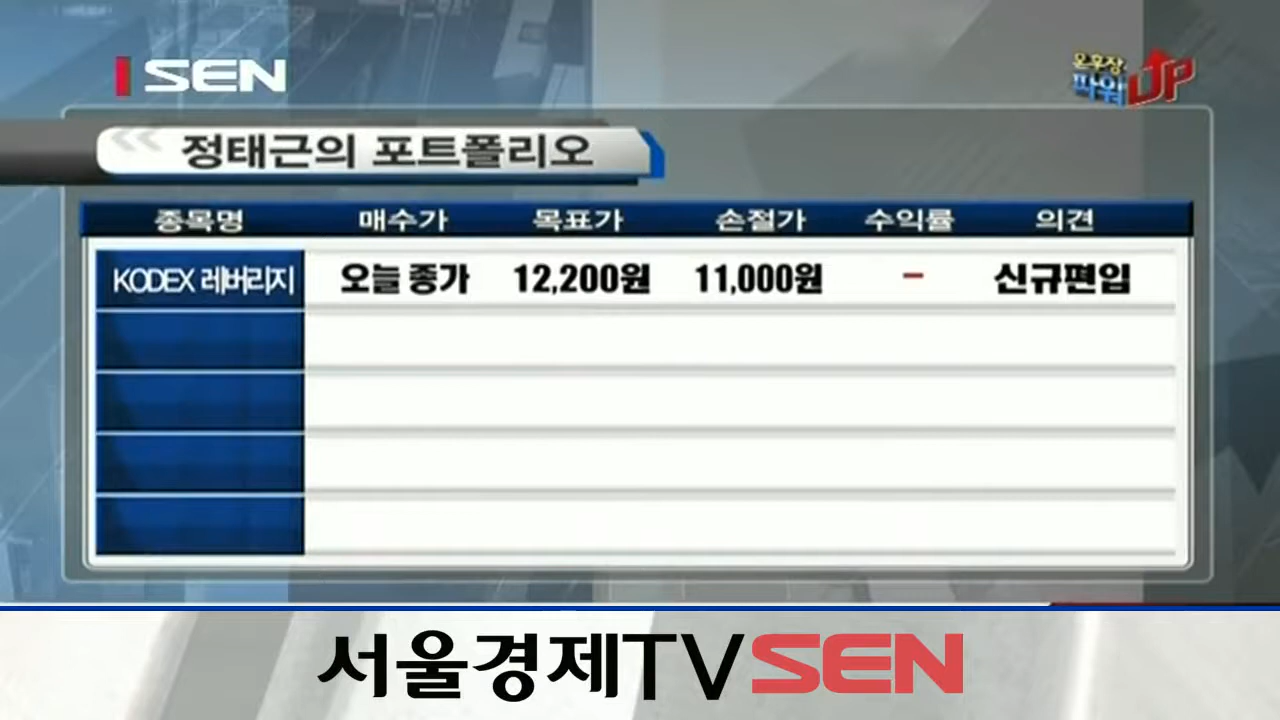 SEN
오후장
파워UP
정태근의 포트폴리오
종목명 매수가 목표가 손절가 수익률 의견
KODEX 레버리지 오늘 종가 12,200원 11,000원 - 신규편입
서울경제TV SEN